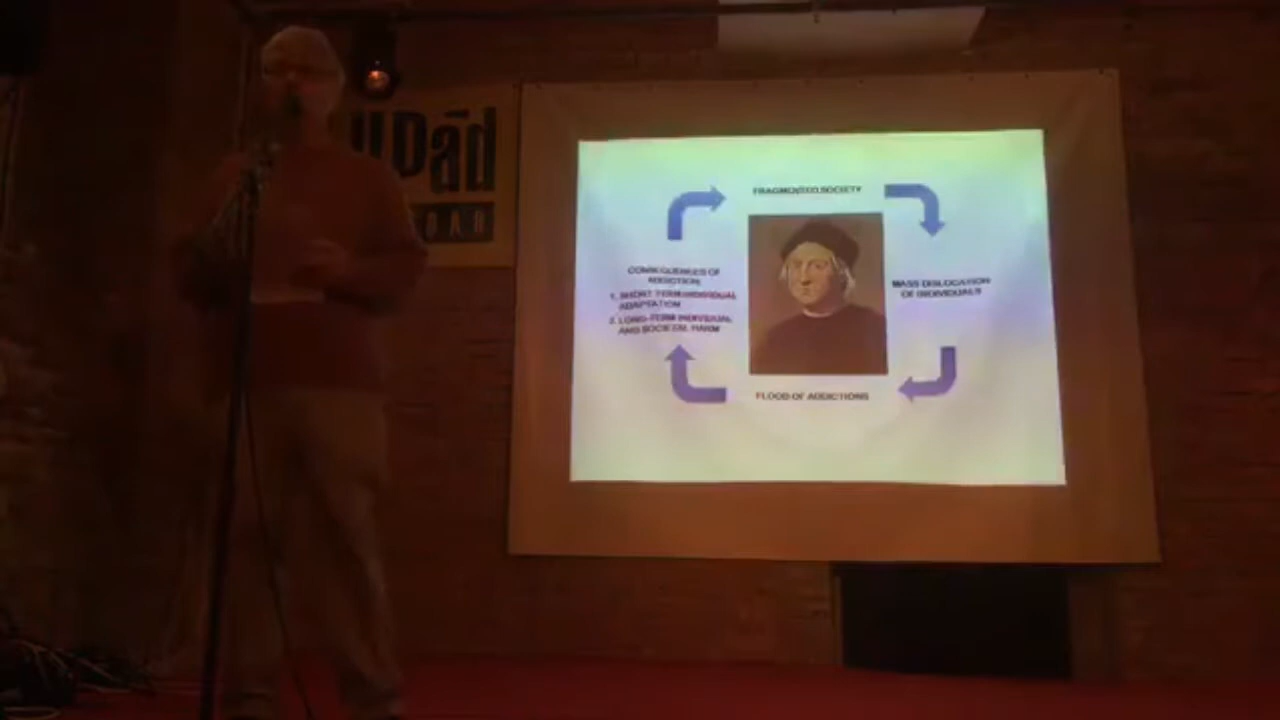 FRAGMENTED SOCIETY
MASS DISLOCATION
OF INDIVIDUALS
FLOOD OF ADDICTIONS
CONSEQUENCES OF
ADDICTION:
1. SHORT TERM INDIVIDUAL
ADAPTATION
2. LONG-TERM INDIVIDUAL
AND SOCIETAL HARM